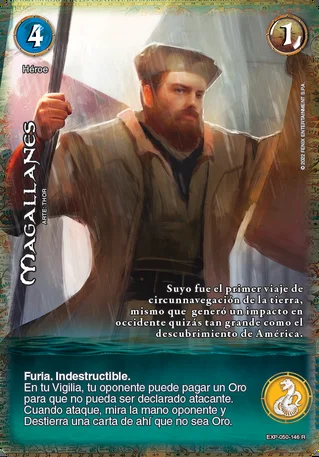 4
1
Héroe
© 2022 FENIX ENTERTAINMENT S.P.A
MAGALLANES
ARTE: THOR
Suyo fue el primer viaje de
circunnavegación de la tierra,
mismo que generó un impacto en
occidente quizás tan grande como el
descubrimiento de América.
Furia. Indestructible.
En tu Vigilia, tu oponente puede pagar un Oro
para que no pueda ser declarado atacante.
Cuando ataque, mira la mano oponente y
Destierra una carta de ahí que no sea Oro.
EXP-050-146 R